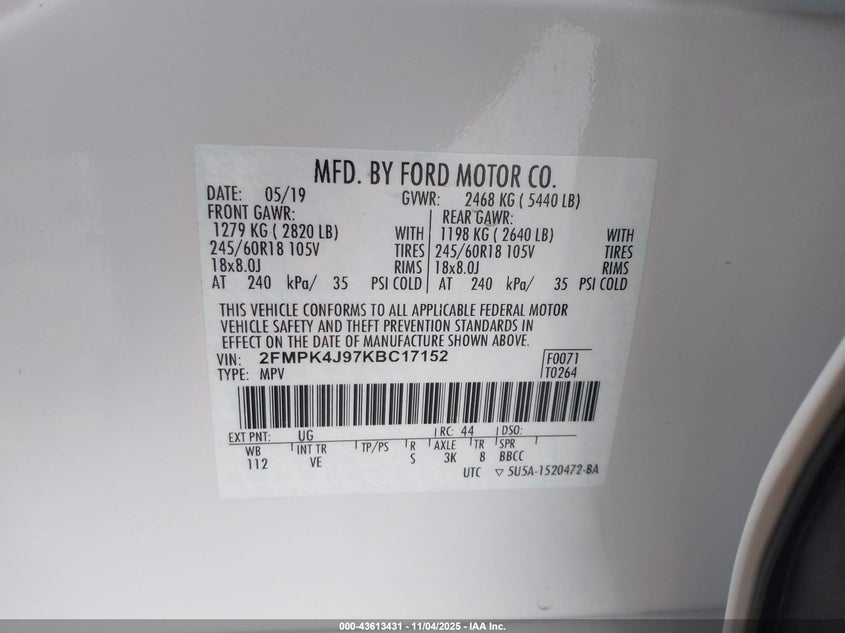 MFD. BY FORD MOTOR CO.
DATE: 05/19 GVWR: 2468 KG ( 5440 LB)
FRONT GAWR: REAR GAWR:
1279 KG ( 2820 LB) WITH 1198 KG ( 2640 LB) WITH
245/60R18 105V TIRES 245/60R18 105V TIRES
18x8.0J RIMS 18x8.0J RIMS
AT 240 kPa/ 35 PSI COLD AT 240 kPa/ 35 PSI COLD
THIS VEHICLE CONFORMS TO ALL APPLICABLE FEDERAL MOTOR
VEHICLE SAFETY AND THEFT PREVENTION STANDARDS IN
EFFECT ON THE DATE OF MANUFACTURE SHOWN ABOVE.
VIN: 2FMPK4J97KBC17152 F0071
TYPE: MPV T0264
EXT PNT: UG RC: 44 DSO:
WB INT TR TP/PS R AXLE TR SPR
112 VE S 3K 8 BBCC
UTC ▽ 5U5A-1520472-BA
000-43613431 - 11/04/2025 - IAA Inc.